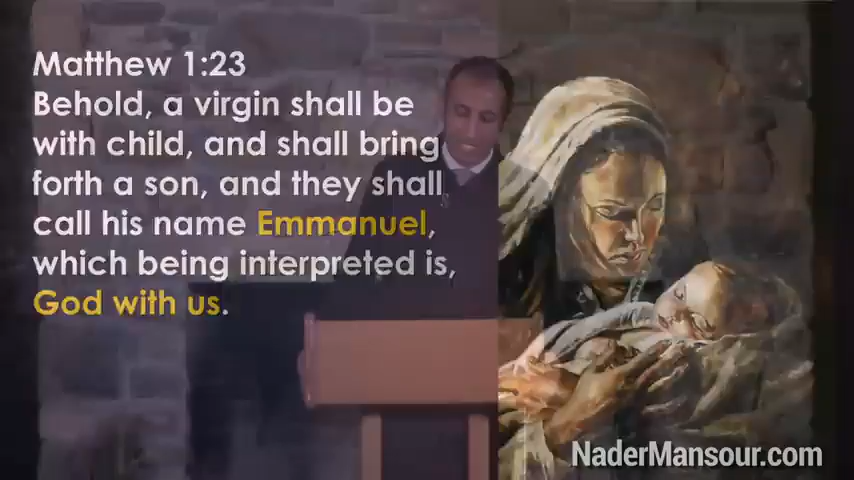 Matthew 1:23
Behold, a virgin shall be
with child, and shall bring
forth a son, and they shall
call his name Emmanuel,
which being interpreted is,
God with us.
NaderMansour.com